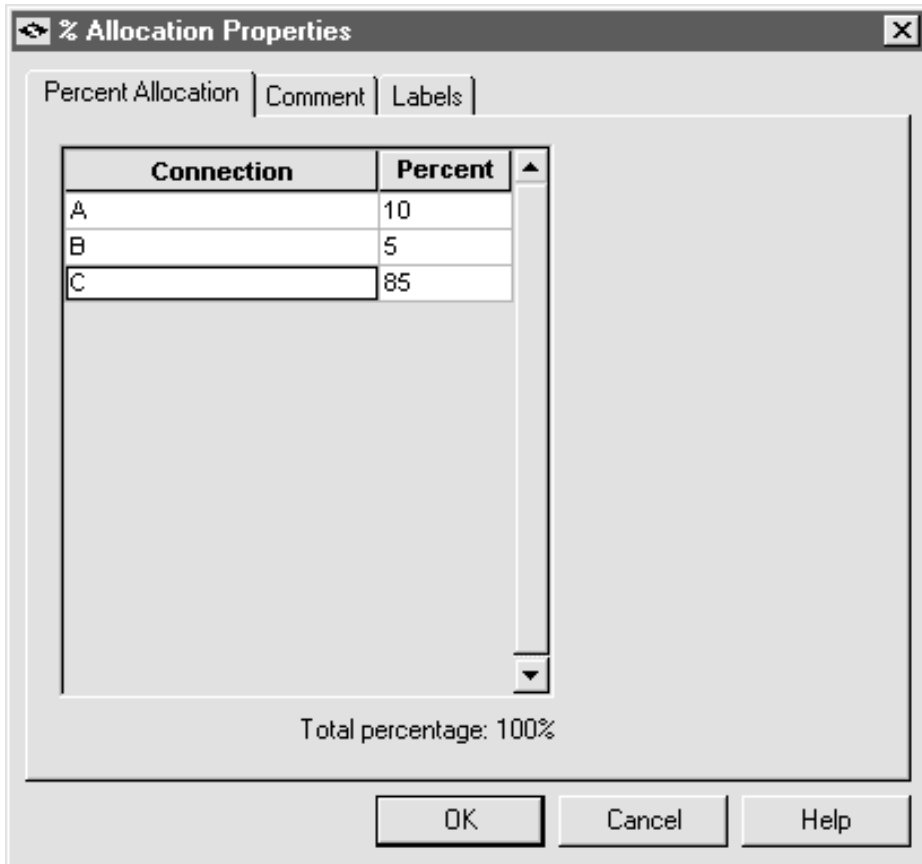 % Allocation Properties
Percent Allocation Comment Labels
Connection Percent
A 10
B 5
C 85
Total percentage: 100%
OK Cancel Help